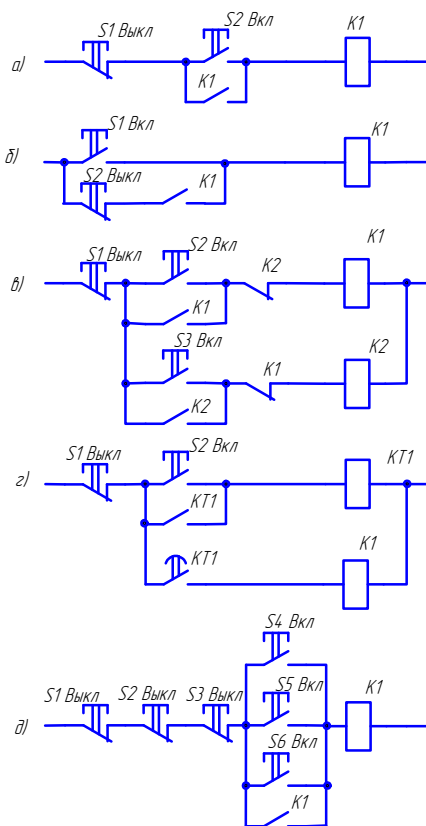 S1 Выкл S2 Вкл K1
а) K1
S1 Вкл K1
б) S2 Выкл K1
S1 Выкл S2 Вкл K2 K1
в) K1
S3 Вкл K1 K2
K2
S1 Выкл S2 Вкл KT1
г) KT1
KT1 K1
S4 Вкл
S1 Выкл S2 Выкл S3 Выкл S5 Вкл K1
д) S6 Вкл
K1